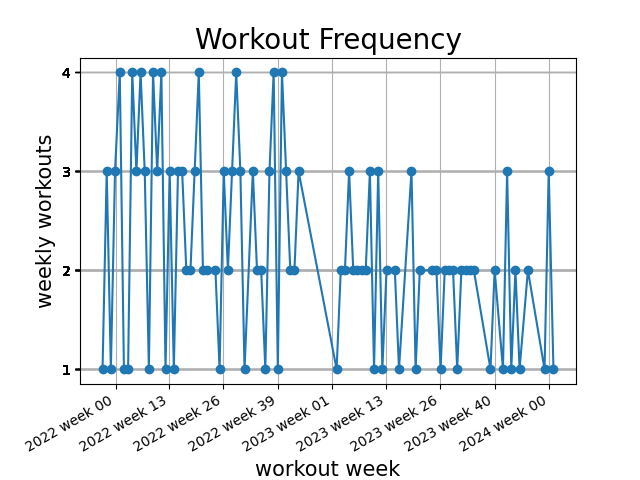 Workout Frequency
weekly workouts
4
3
2
1
2022 week 00
2022 week 13
2022 week 26
2022 week 39
2023 week 01
2023 week 13
2023 week 26
2023 week 40
2024 week 00
workout week